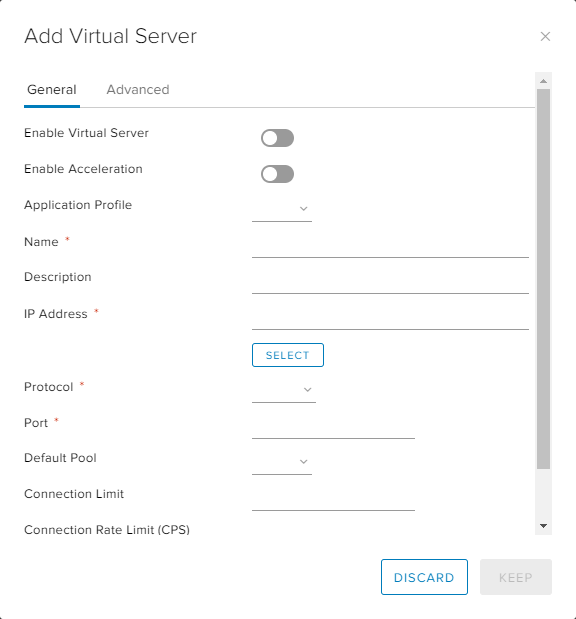 Add Virtual Server
General Advanced
Enable Virtual Server
Enable Acceleration
Application Profile
Name *
Description
IP Address *
SELECT
Protocol *
Port *
Default Pool
Connection Limit
Connection Rate Limit (CPS)
DISCARD KEEP